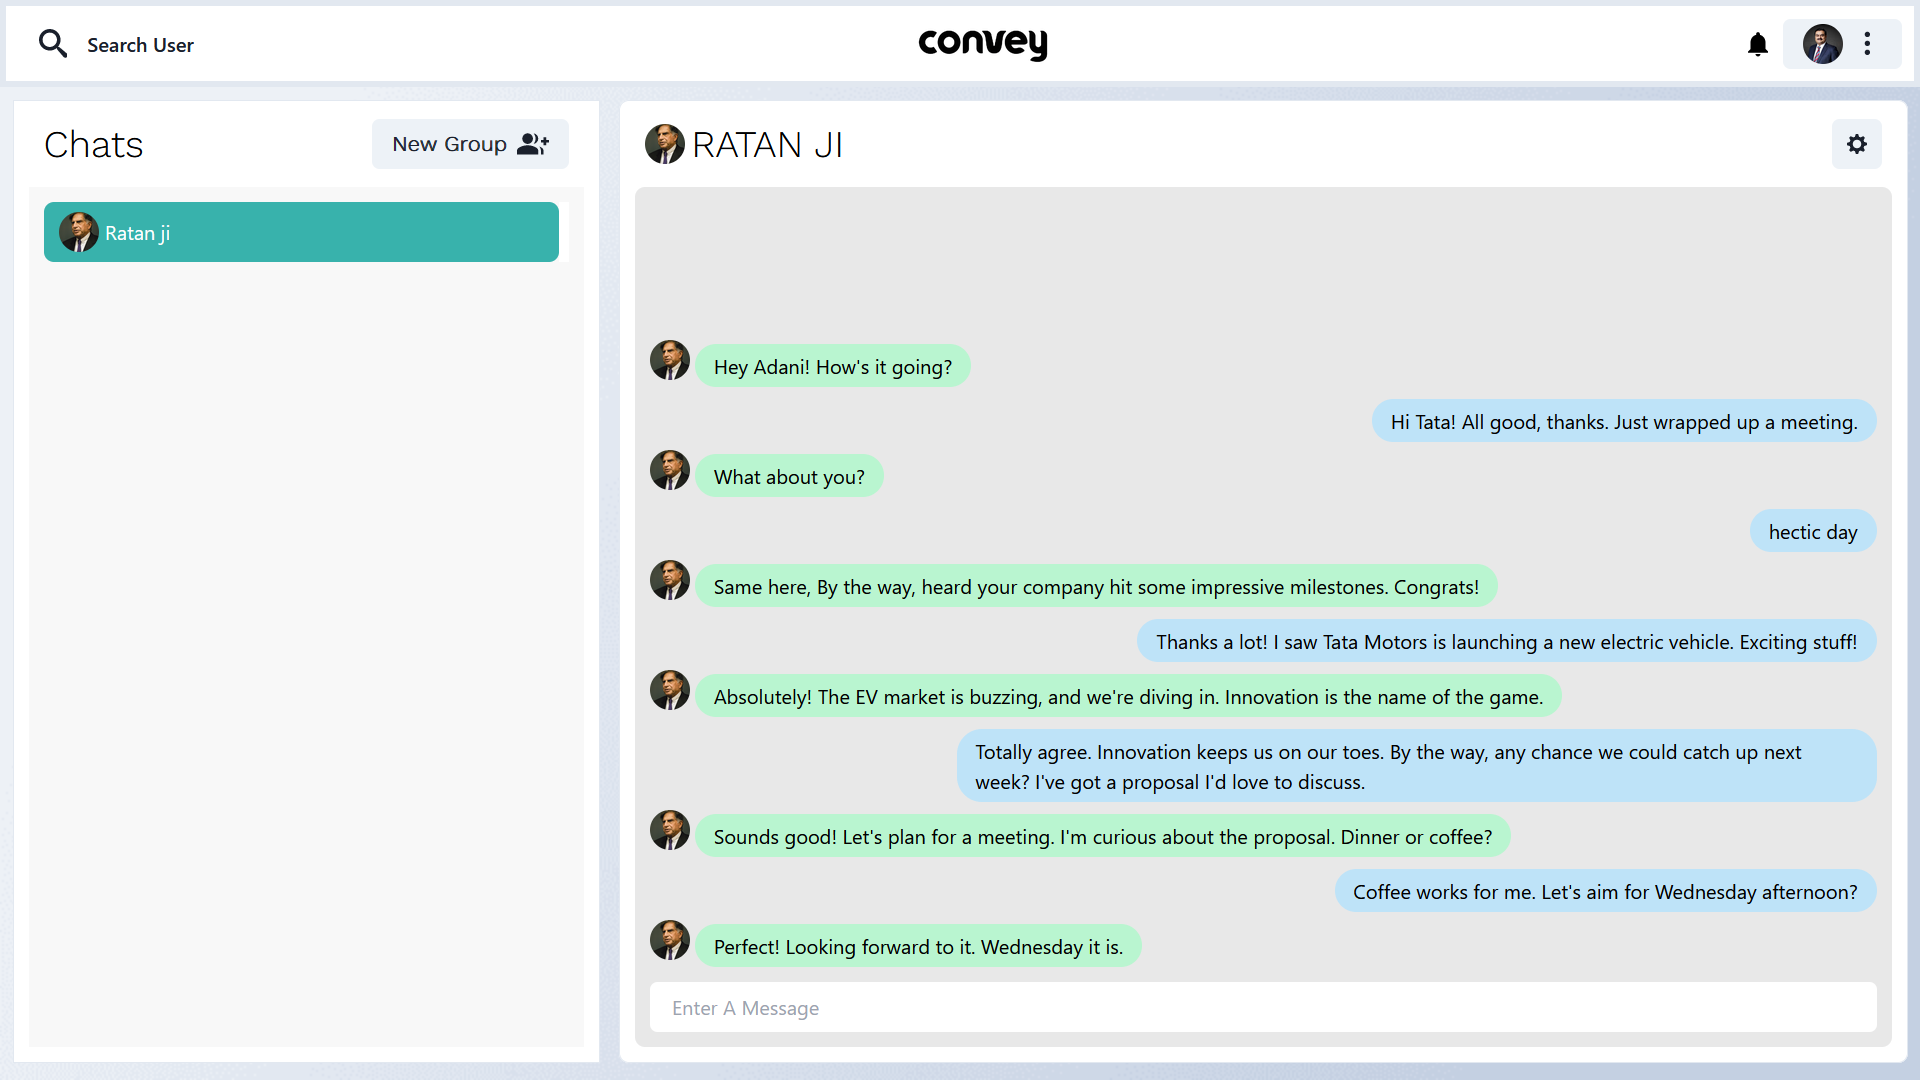 Search User
convey
Chats
New Group
Ratan ji
RATAN JI
Hey Adani! How's it going?
Hi Tata! All good, thanks. Just wrapped up a meeting.
What about you?
hectic day
Same here, By the way, heard your company hit some impressive milestones. Congrats!
Thanks a lot! I saw Tata Motors is launching a new electric vehicle. Exciting stuff!
Absolutely! The EV market is buzzing, and we're diving in. Innovation is the name of the game.
Totally agree. Innovation keeps us on our toes. By the way, any chance we could catch up next
week? I've got a proposal I'd love to discuss.
Sounds good! Let's plan for a meeting. I'm curious about the proposal. Dinner or coffee?
Coffee works for me. Let's aim for Wednesday afternoon?
Perfect! Looking forward to it. Wednesday it is.
Enter A Message